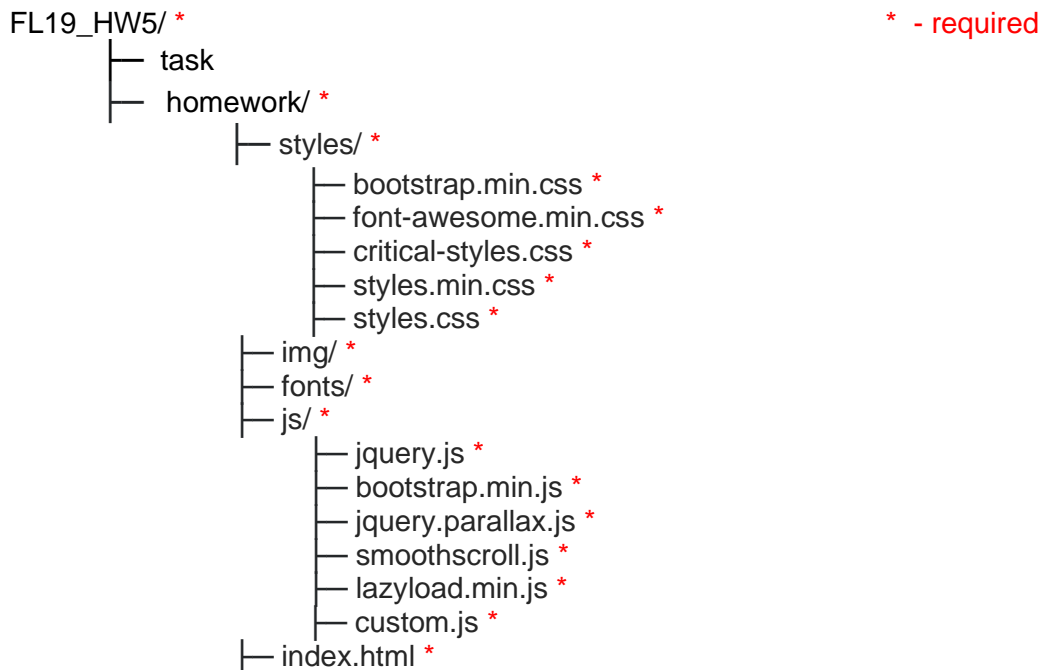 FL19_HW5/ * * - required
task
homework/ *
styles/ *
bootstrap.min.css *
font-awesome.min.css *
critical-styles.css *
styles.min.css *
styles.css *
img/ *
fonts/ *
js/ *
jquery.js *
bootstrap.min.js *
jquery.parallax.js *
smoothscroll.js *
lazyload.min.js *
custom.js *
index.html *